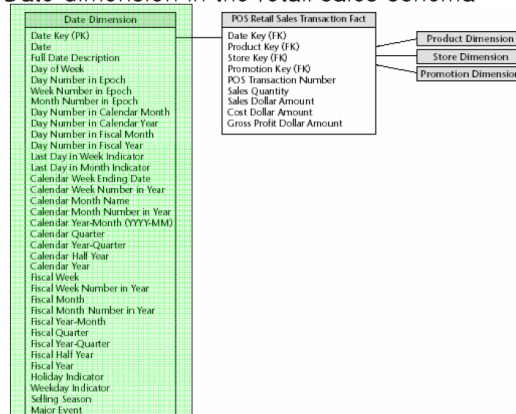 Date dimension in the retail sales schema
Date Dimension
Date Key (PK)
Date
Full Date Description
Day of Week
Day Number in Epoch
Week Number in Epoch
Month Number in Epoch
Day Number in Calendar Month
Day Number in Calendar Year
Day Number in Fiscal Month
Day Number in Fiscal Year
Last Day in Week Indicator
Last Day in Month Indicator
Calendar Week Ending Date
Calendar Week Number in Year
Calendar Month Name
Calendar Month Number in Year
Calendar Year-Month (YYYY-MM)
Calendar Quarter
Calendar Year-Quarter
Calendar Half Year
Calendar Year
Fiscal Week
Fiscal Week Number in Year
Fiscal Month
Fiscal Month Number in Year
Fiscal Year-Month
Fiscal Quarter
Fiscal Year-Quarter
Fiscal Half Year
Fiscal Year
Holiday Indicator
Weekday Indicator
Selling Season
Major Event
POS Retail Sales Transaction Fact
Date Key (FK)
Product Key (FK)
Store Key (FK)
Promotion Key (FK)
POS Transaction Number
Sales Quantity
Sales Dollar Amount
Cost Dollar Amount
Gross Profit Dollar Amount
Product Dimension
Store Dimension
Promotion Dimension